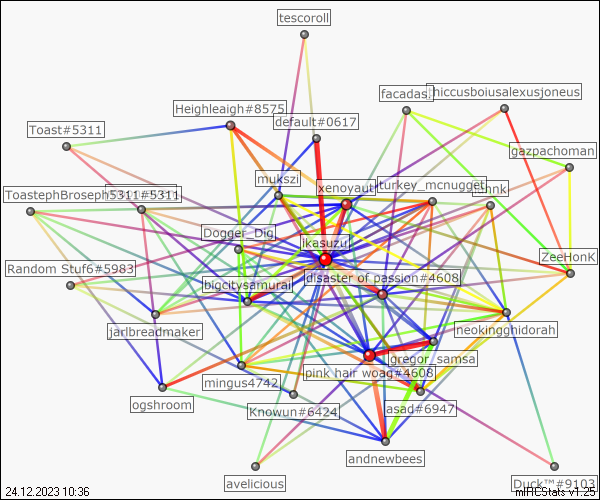 tescoroll
facadas
hiccusboiusalexusjoneus
Heighleigh#8575
default#0617
Toast#5311
gazpachoman
mukszi
xenoyaut
turkey_mcnugget
ToastephBroseph5311#5311
Dogger_Dig
ikasuzu
ZeeHonK
Random Stuf6#5983
disaster of passion#4608
bigcitysamurai
jarlbreadmaker
neokingghidorah
gregor_samsa
pink hair woag#4608
mingus4742
ogshroom
Knowun#6424
asad#6947
andnewbees
avelicious
Duck™#9103
24.12.2023 10:36
mIRCStats v1.25